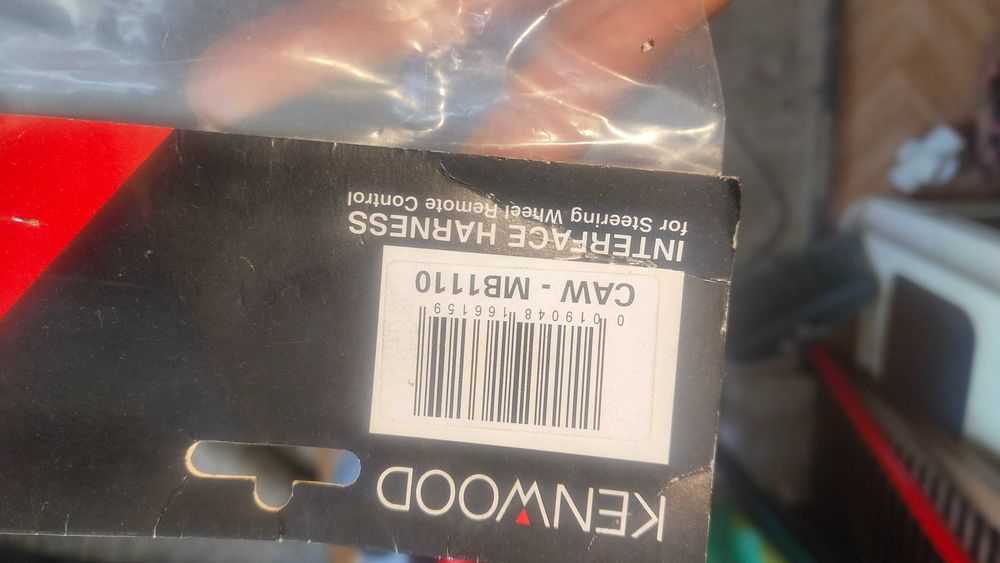 KENWOOD
0 019048 166159
CAW - MB1110
INTERFACE HARNESS
for Steering Wheel Remote Control